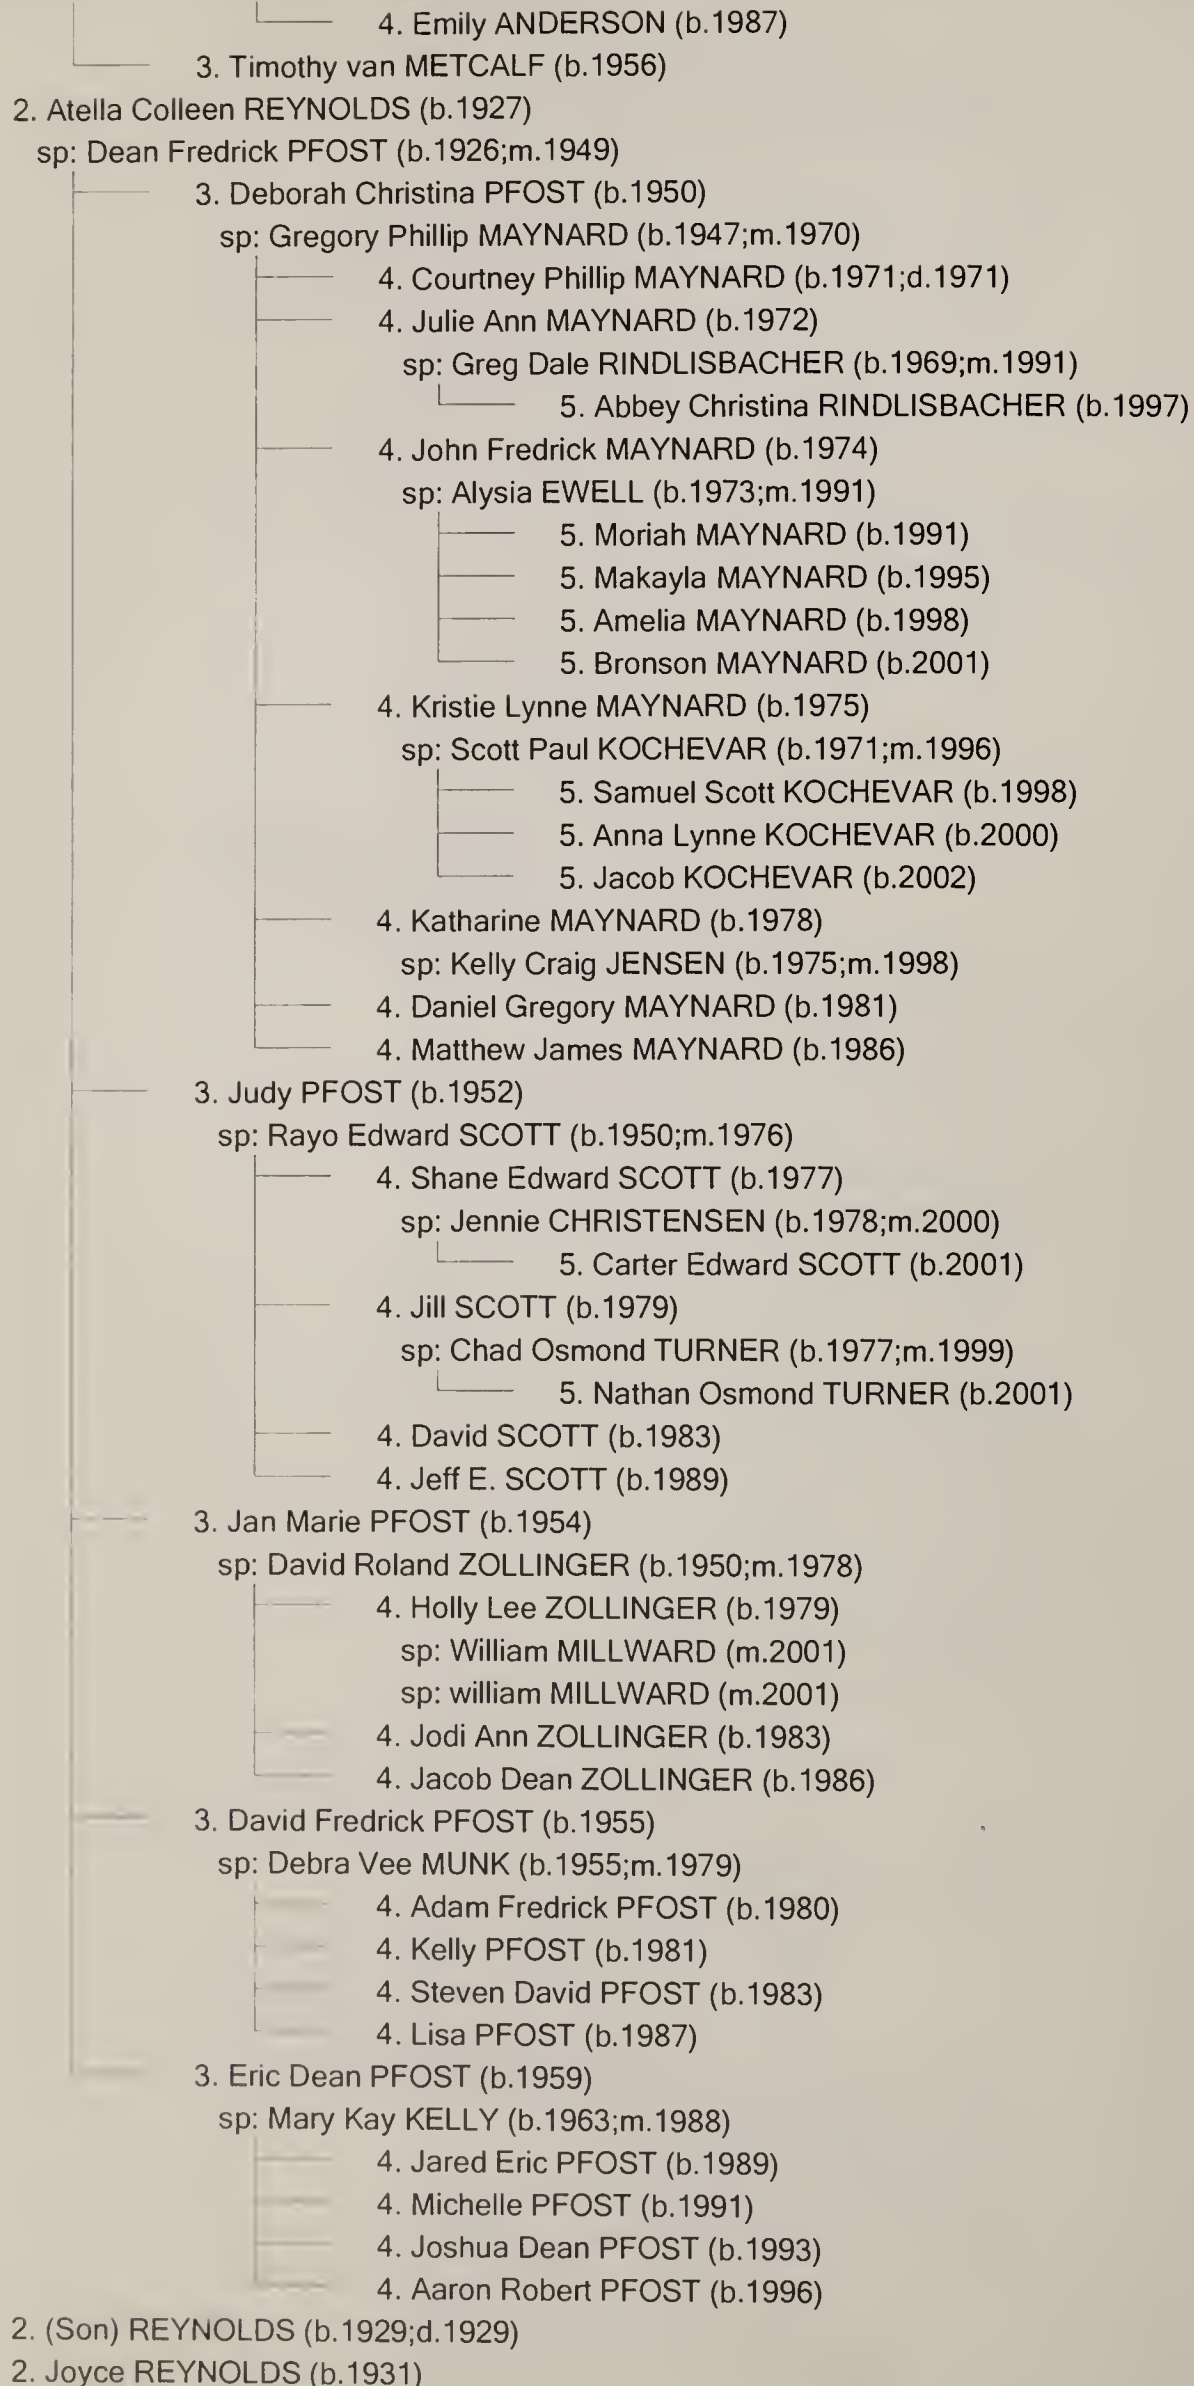 4. Emily ANDERSON (b.1987)
3. Timothy van METCALF (b.1956)
2. Atella Colleen REYNOLDS (b.1927)
sp: Dean Fredrick PFOST (b.1926;m.1949)
3. Deborah Christina PFOST (b.1950)
sp: Gregory Phillip MAYNARD (b.1947;m.1970)
4. Courtney Phillip MAYNARD (b.1971;d.1971)
4. Julie Ann MAYNARD (b.1972)
sp: Greg Dale RINDLISBACHER (b.1969;m.1991)
5. Abbey Christina RINDLISBACHER (b.1997)
4. John Fredrick MAYNARD (b.1974)
sp: Alysia EWELL (b.1973;m.1991)
5. Moriah MAYNARD (b.1991)
5. Makayla MAYNARD (b.1995)
5. Amelia MAYNARD (b.1998)
5. Bronson MAYNARD (b.2001)
4. Kristie Lynne MAYNARD (b.1975)
sp: Scott Paul KOCHEVAR (b.1971;m.1996)
5. Samuel Scott KOCHEVAR (b.1998)
5. Anna Lynne KOCHEVAR (b.2000)
5. Jacob KOCHEVAR (b.2002)
4. Katharine MAYNARD (b.1978)
sp: Kelly Craig JENSEN (b.1975;m.1998)
4. Daniel Gregory MAYNARD (b.1981)
4. Matthew James MAYNARD (b.1986)
3. Judy PFOST (b.1952)
sp: Rayo Edward SCOTT (b.1950;m.1976)
4. Shane Edward SCOTT (b.1977)
sp: Jennie CHRISTENSEN (b.1978;m.2000)
5. Carter Edward SCOTT (b.2001)
4. Jill SCOTT (b.1979)
sp: Chad Osmond TURNER (b.1977;m.1999)
5. Nathan Osmond TURNER (b.2001)
4. David SCOTT (b.1983)
4. Jeff E. SCOTT (b.1989)
3. Jan Marie PFOST (b.1954)
sp: David Roland ZOLLINGER (b.1950;m.1978)
4. Holly Lee ZOLLINGER (b.1979)
sp: William MILLWARD (m.2001)
sp: william MILLWARD (m.2001)
4. Jodi Ann ZOLLINGER (b.1983)
4. Jacob Dean ZOLLINGER (b.1986)
3. David Fredrick PFOST (b.1955)
sp: Debra Vee MUNK (b.1955;m.1979)
4. Adam Fredrick PFOST (b.1980)
4. Kelly PFOST (b.1981)
4. Steven David PFOST (b.1983)
4. Lisa PFOST (b.1987)
3. Eric Dean PFOST (b.1959)
sp: Mary Kay KELLY (b.1963;m.1988)
4. Jared Eric PFOST (b.1989)
4. Michelle PFOST (b.1991)
4. Joshua Dean PFOST (b.1993)
4. Aaron Robert PFOST (b.1996)
2. (Son) REYNOLDS (b.1929;d.1929)
2. Joyce REYNOLDS (b.1931)